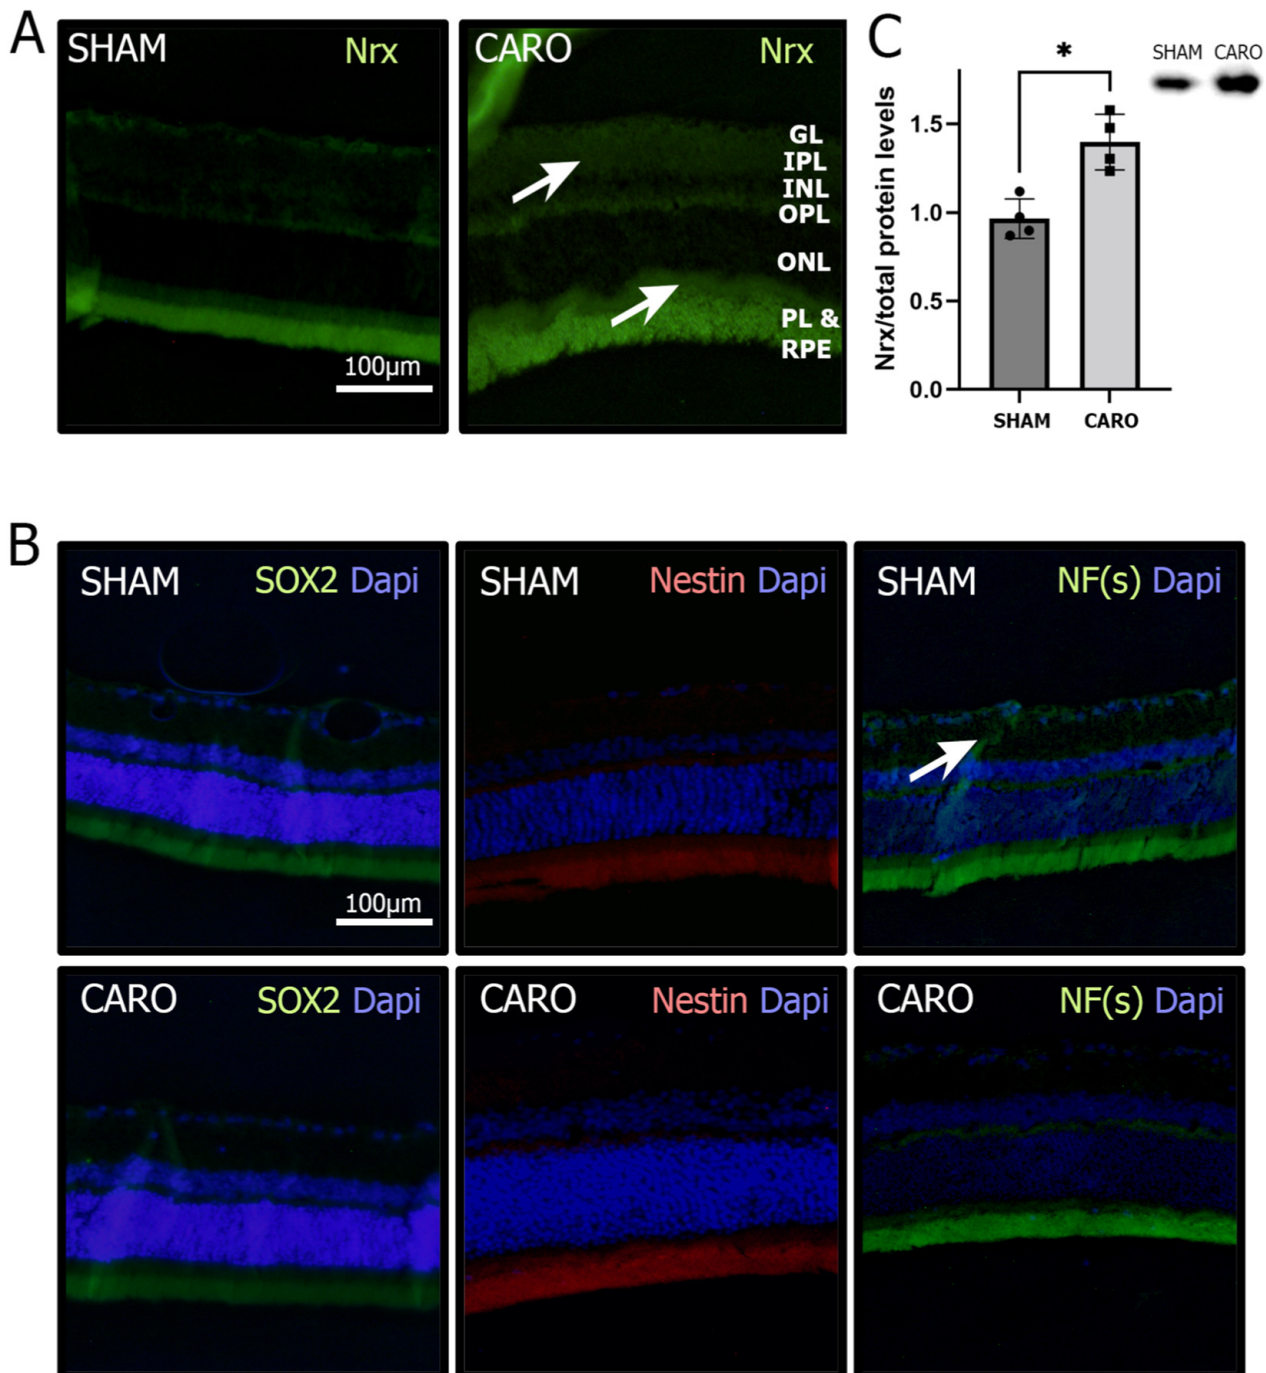 A
SHAM Nrx
100µm
CARO Nrx
GL
IPL
INL
OPL
ONL
PL &
RPE
C
SHAM CARO
*
Nrx/total protein levels
1.5
1.0
0.5
0.0
SHAM CARO
B
SHAM SOX2 Dapi
100µm
SHAM Nestin Dapi
SHAM NF(s) Dapi
CARO SOX2 Dapi
CARO Nestin Dapi
CARO NF(s) Dapi